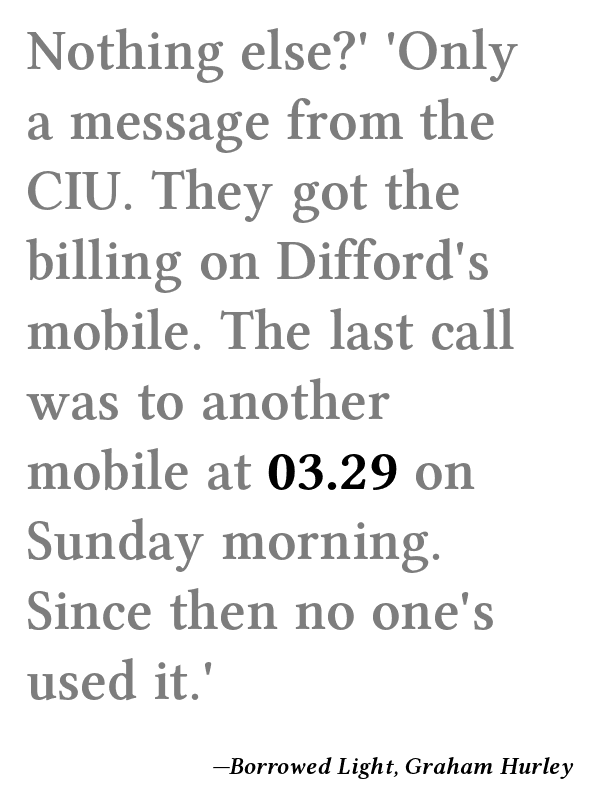 Nothing else?' 'Only
a message from the
CIU. They got the
billing on Difford's
mobile. The last call
was to another
mobile at 03.29 on
Sunday morning.
Since then no one's
used it.'
—Borrowed Light, Graham Hurley